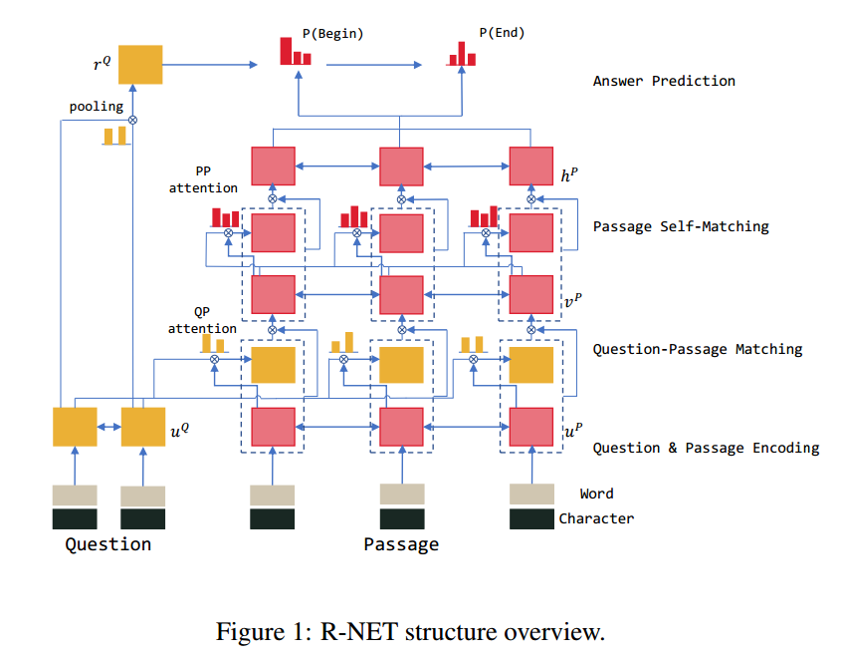 P(Begin)
P(End)
r^Q
Answer Prediction
pooling
PP
attention
h^P
Passage Self-Matching
v^P
QP
attention
Question-Passage Matching
u^Q
u^P
Question & Passage Encoding
Word
Character
Question
Passage
Figure 1: R-NET structure overview.